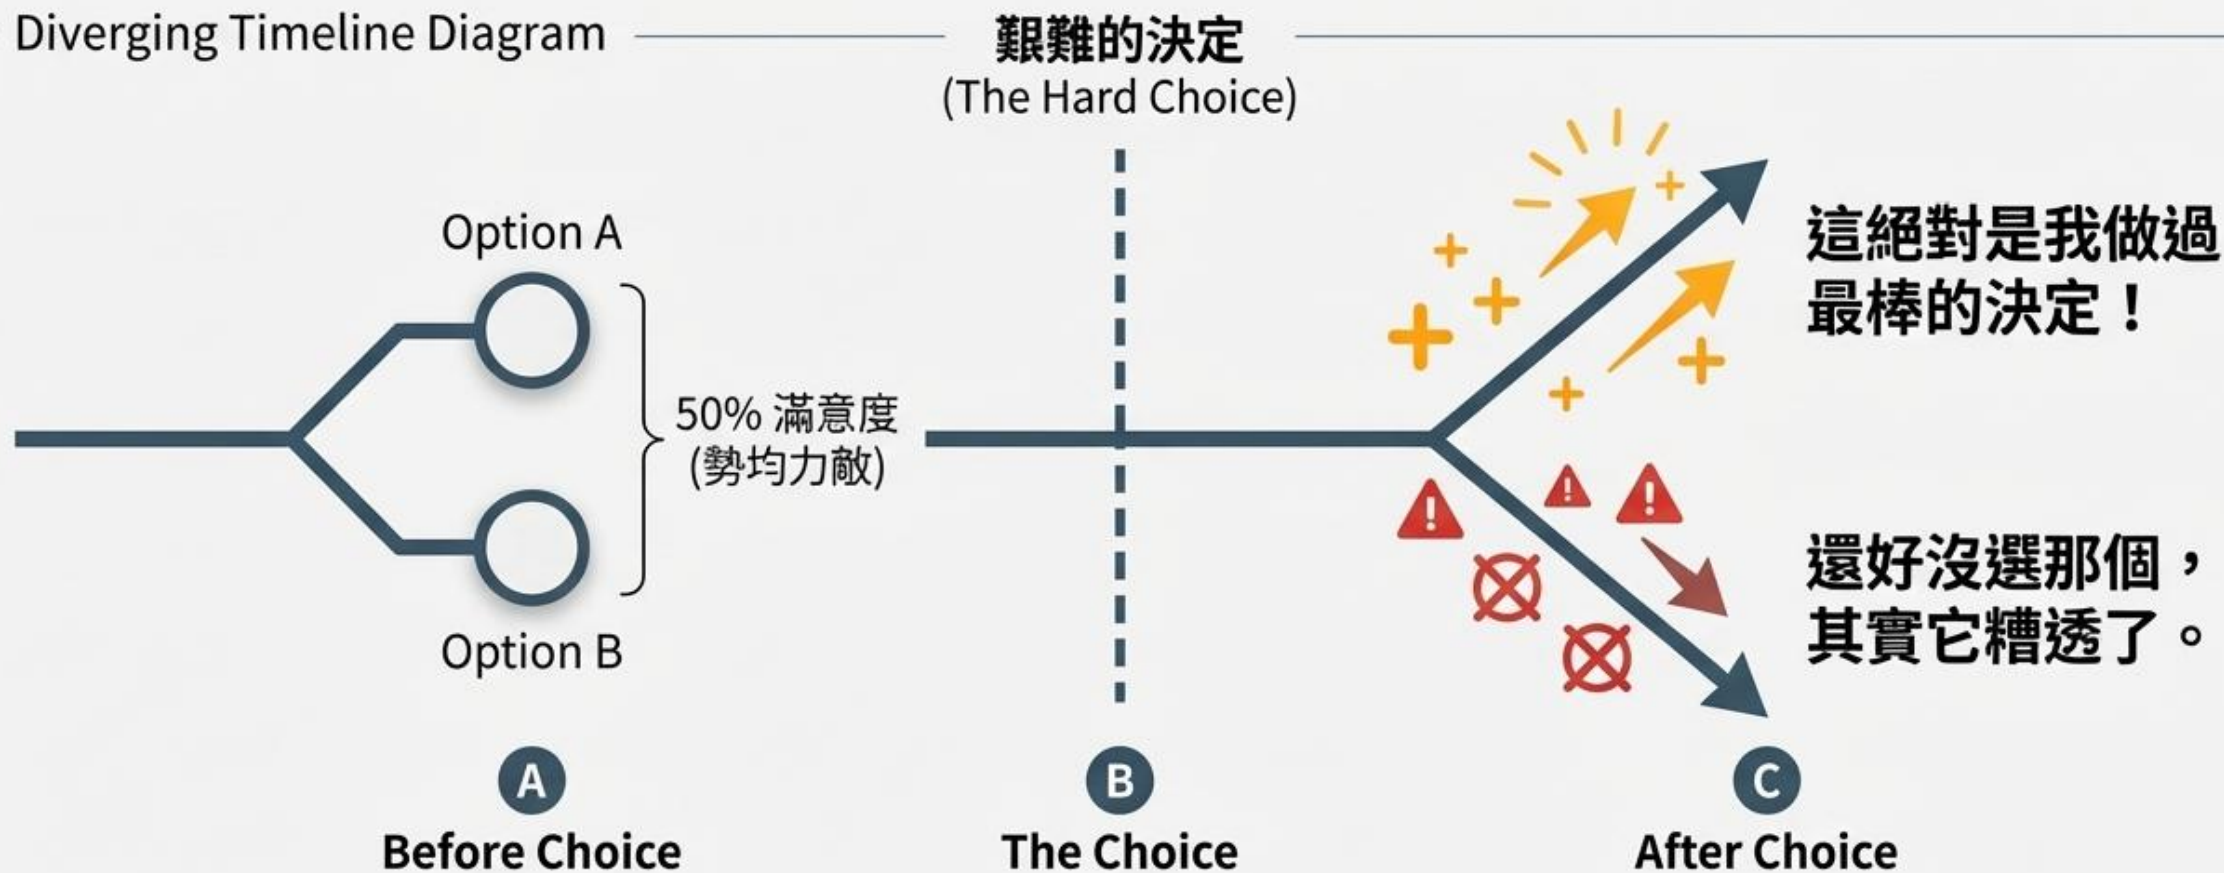 Diverging Timeline Diagram
艱難的決定
(The Hard Choice)
Option A
50% 滿意度
(勢均力敵)
Option B
這絕對是我做過
最棒的決定！
還好沒選那個，
其實它糟透了。
A
Before Choice
B
The Choice
C
After Choice